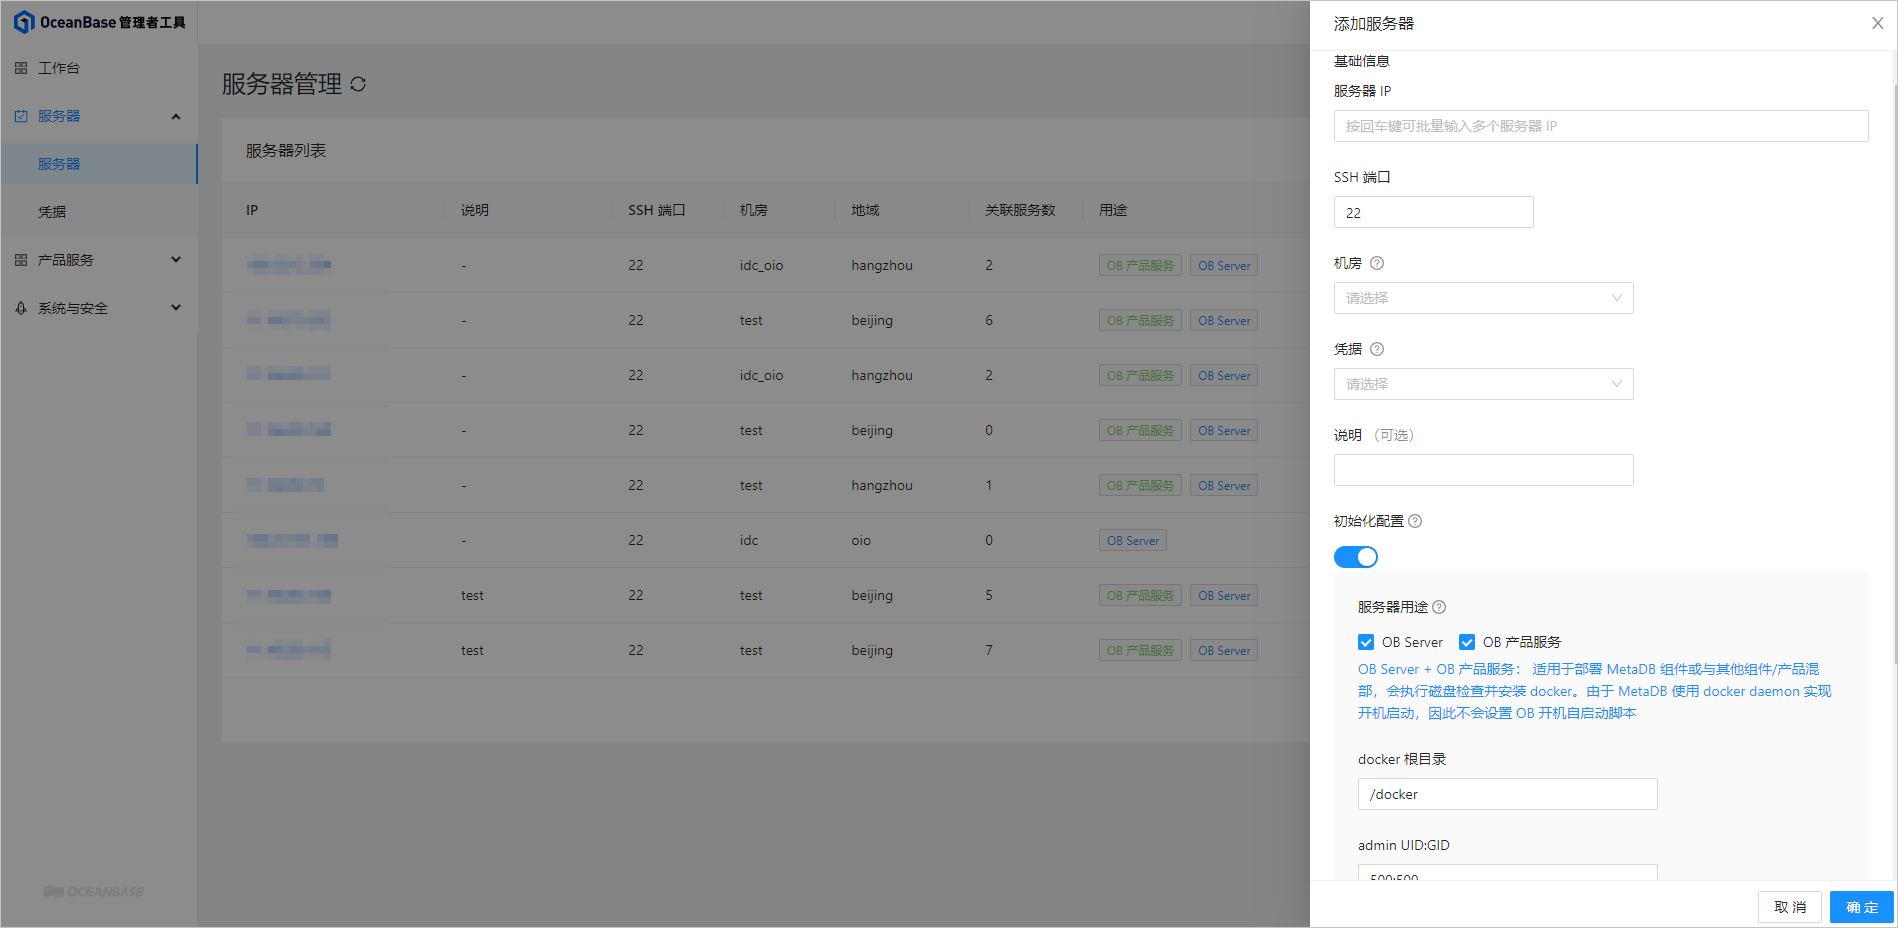 OceanBase 管理者工具
工作台
服务器
服务器
凭据
产品服务
系统与安全
OCEANBASE
服务器管理
服务器列表
IP 说明 SSH 端口 机房 地域 关联服务数 用途
- 22 idc_oio hangzhou 2 OB 产品服务 OB Server
- 22 test beijing 6 OB 产品服务 OB Server
- 22 idc_oio hangzhou 2 OB 产品服务 OB Server
- 22 test beijing 0 OB 产品服务 OB Server
- 22 test hangzhou 1 OB 产品服务 OB Server
- 22 idc oio 0 OB Server
test 22 test beijing 5 OB 产品服务 OB Server
test 22 test beijing 7 OB 产品服务 OB Server
添加服务器
基础信息
服务器 IP
按回车键可批量输入多个服务器 IP
SSH 端口
22
机房
请选择
凭据
请选择
说明 （可选）
初始化配置
服务器用途
OB Server OB 产品服务
OB Server + OB 产品服务： 适用于部署 MetaDB 组件或与其他组件/产品混
部，会执行磁盘检查并安装 docker。由于 MetaDB 使用 docker daemon 实现
开机启动，因此不会设置 OB 开机自启动脚本
docker 根目录
/docker
admin UID:GID
500:500
取 消 确 定